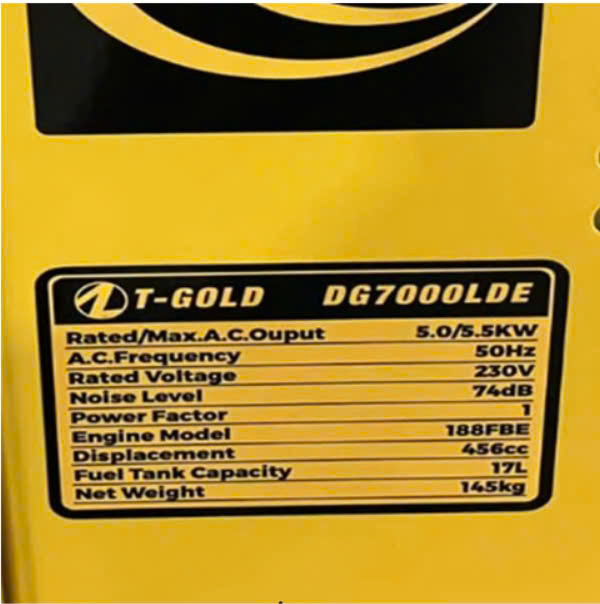 T-GOLD DG7000LDE
Rated/Max.A.C.Ouput 5.0/5.5KW
A.C.Frequency 50Hz
Rated Voltage 230V
Noise Level 74dB
Power Factor 1
Engine Model 188FBE
Displacement 456cc
Fuel Tank Capacity 17L
Net Weight 145kg